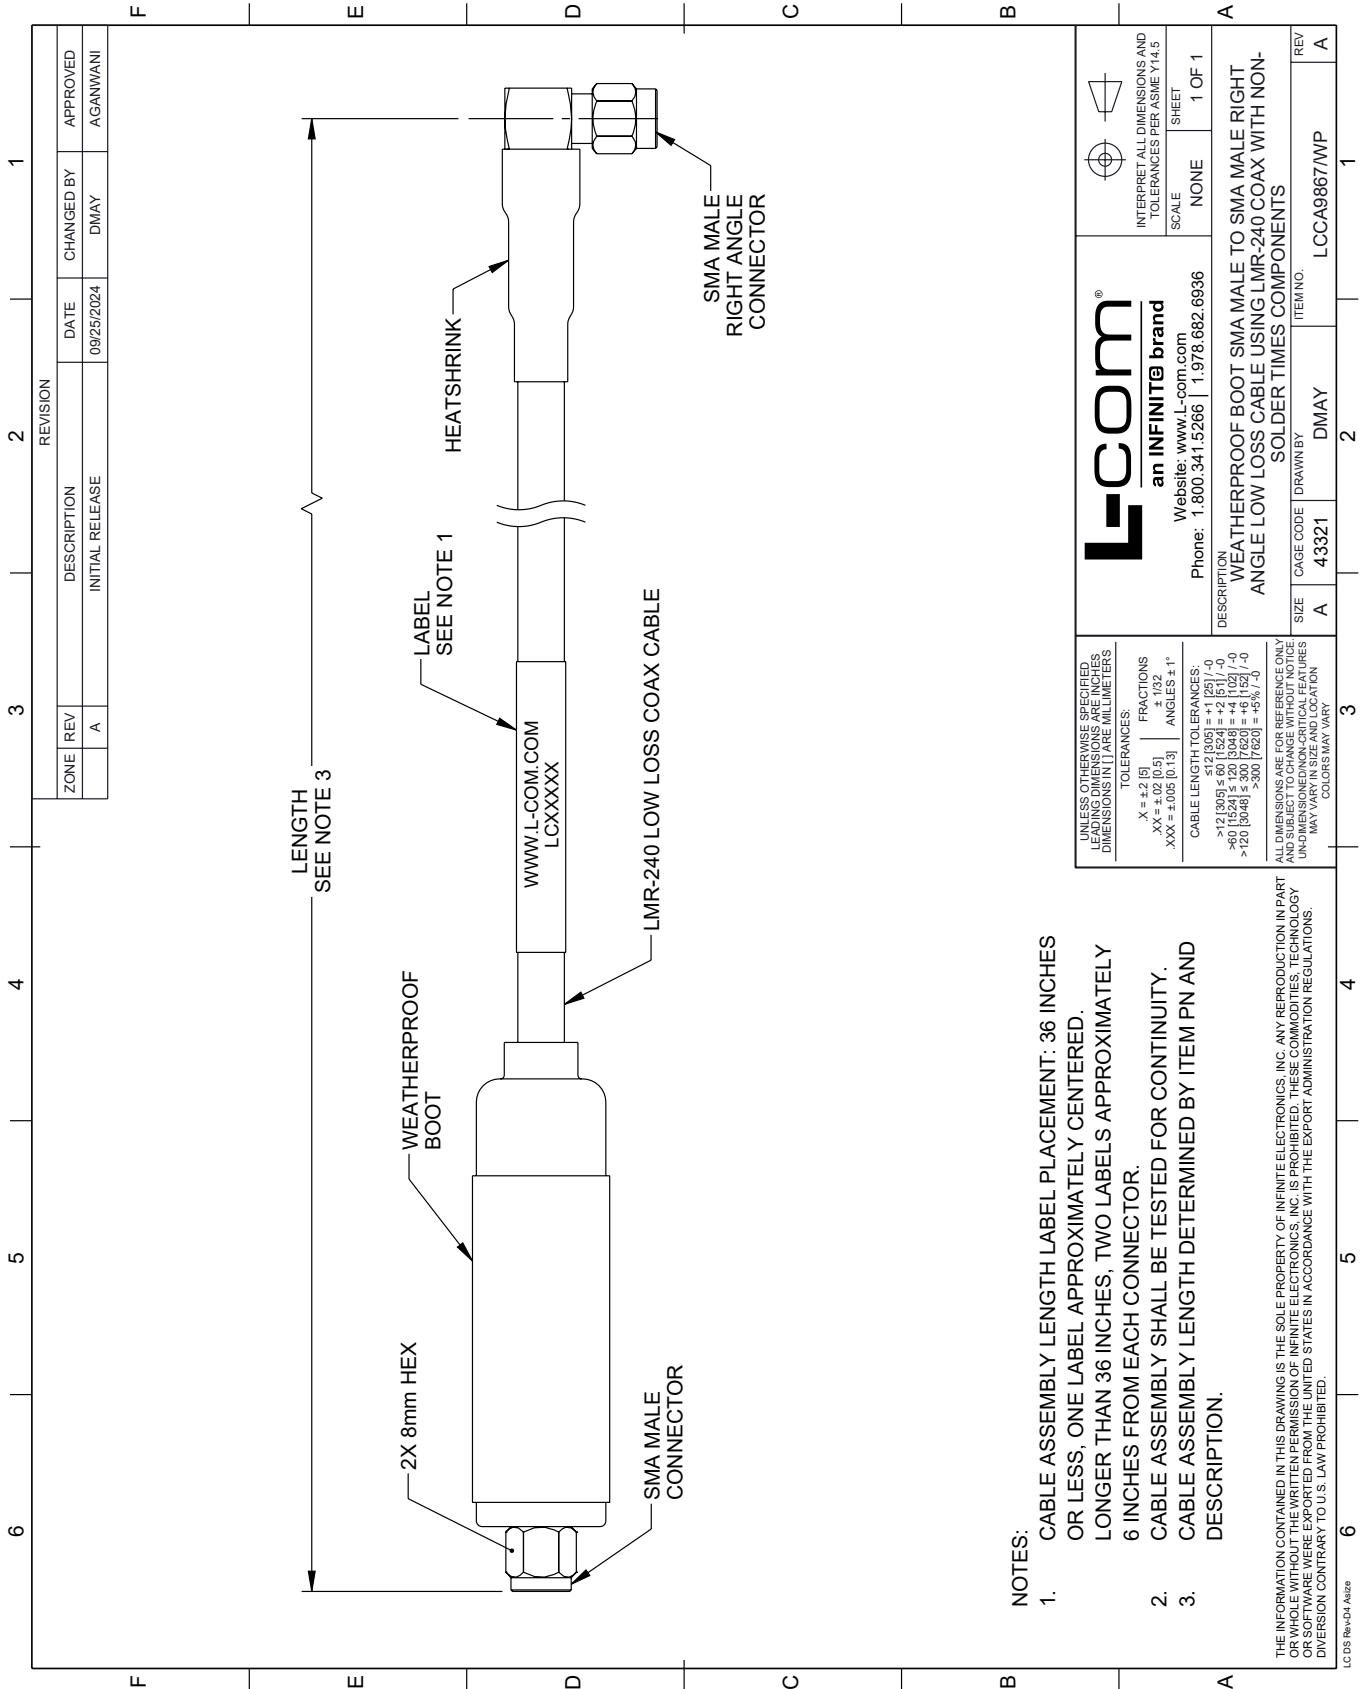 6
5
4
3
2
1
F
E
D
C
B
A
REVISION
ZONE
REV
DESCRIPTION
DATE
CHANGED BY
APPROVED
A
INITIAL RELEASE
09/25/2024
DMAY
AGANWANI
LENGTH
SEE NOTE 3
2X 8mm HEX
WEATHERPROOF
BOOT
LABEL
SEE NOTE 1
HEATSHRINK
WWW.L-COM.COM
LCXXXXX
SMA MALE
CONNECTOR
LMR-240 LOW LOSS COAX CABLE
SMA MALE
RIGHT ANGLE
CONNECTOR
NOTES:
1. CABLE ASSEMBLY LENGTH LABEL PLACEMENT: 36 INCHES
OR LESS, ONE LABEL APPROXIMATELY CENTERED.
LONGER THAN 36 INCHES, TWO LABELS APPROXIMATELY
6 INCHES FROM EACH CONNECTOR.
2. CABLE ASSEMBLY SHALL BE TESTED FOR CONTINUITY.
3. CABLE ASSEMBLY LENGTH DETERMINED BY ITEM PN AND
DESCRIPTION.
THE INFORMATION CONTAINED IN THIS DRAWING IS THE SOLE PROPERTY OF INFINITE ELECTRONICS, INC. ANY REPRODUCTION IN PART
OR WHOLE WITHOUT THE WRITTEN PERMISSION OF INFINITE ELECTRONICS, INC. IS PROHIBITED. THESE COMMODITIES, TECHNOLOGY
OR SOFTWARE WERE EXPORTED FROM THE UNITED STATES IN ACCORDANCE WITH THE EXPORT ADMINISTRATION REGULATIONS.
DIVERSION CONTRARY TO U.S. LAW PROHIBITED.
UNLESS OTHERWISE SPECIFIED
LEADING DIMENSIONS ARE INCHES
DIMENSIONS IN [ ] ARE MILLIMETERS
TOLERANCES:
.X = ±.2 [5]
.XX = ±.02 [0.5]
.XXX = ±.005 [0.13]
FRACTIONS
± 1/32
ANGLES ± 1°
CABLE LENGTH TOLERANCES:
≤12 [305] = +1 [25] / -0
>12 [305] ≤ 60 [1524] = +2 [51] / -0
>60 [1524] ≤ 120 [3048] = +4 [102] / -0
>120 [3048] ≤ 300 [7620] = +6 [152] / -0
>300 [7620] = +5% / -0
ALL DIMENSIONS ARE FOR REFERENCE ONLY
AND SUBJECT TO CHANGE WITHOUT NOTICE.
UN-DIMENSIONED/NON-CRITICAL FEATURES
MAY VARY IN SIZE AND LOCATION
COLORS MAY VARY
L-com®
an INFINIT@ brand
Website: www.L-com.com
Phone: 1.800.341.5266 | 1.978.682.6936
INTERPRET ALL DIMENSIONS AND
TOLERANCES PER ASME Y14.5
SCALE
NONE
SHEET
1 OF 1
DESCRIPTION
WEATHERPROOF BOOT SMA MALE TO SMA MALE RIGHT
ANGLE LOW LOSS CABLE USING LMR-240 COAX WITH NON-
SOLDER TIMES COMPONENTS
SIZE
A
CAGE CODE
43321
DRAWN BY
DMAY
ITEM NO.
LCCA9867/WP
REV
A
6
5
4
3
2
1
F
E
D
C
B
A
LC DS Rev-D4 Asize